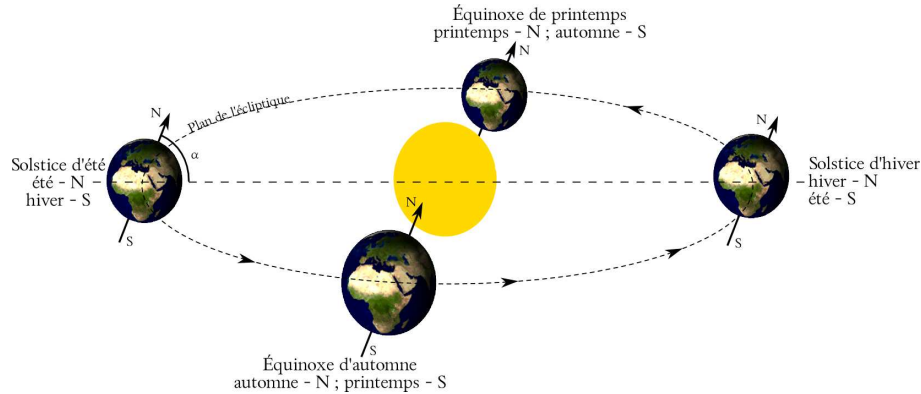 Équinoxe de printemps
printemps - N ; automne - S
N
Plan de l'écliptique
N
N
α
Solstice d'été
été - N
hiver - S
Solstice d'hiver
hiver - N
été - S
N
S
S
S
Équinoxe d'automne
automne - N ; printemps - S